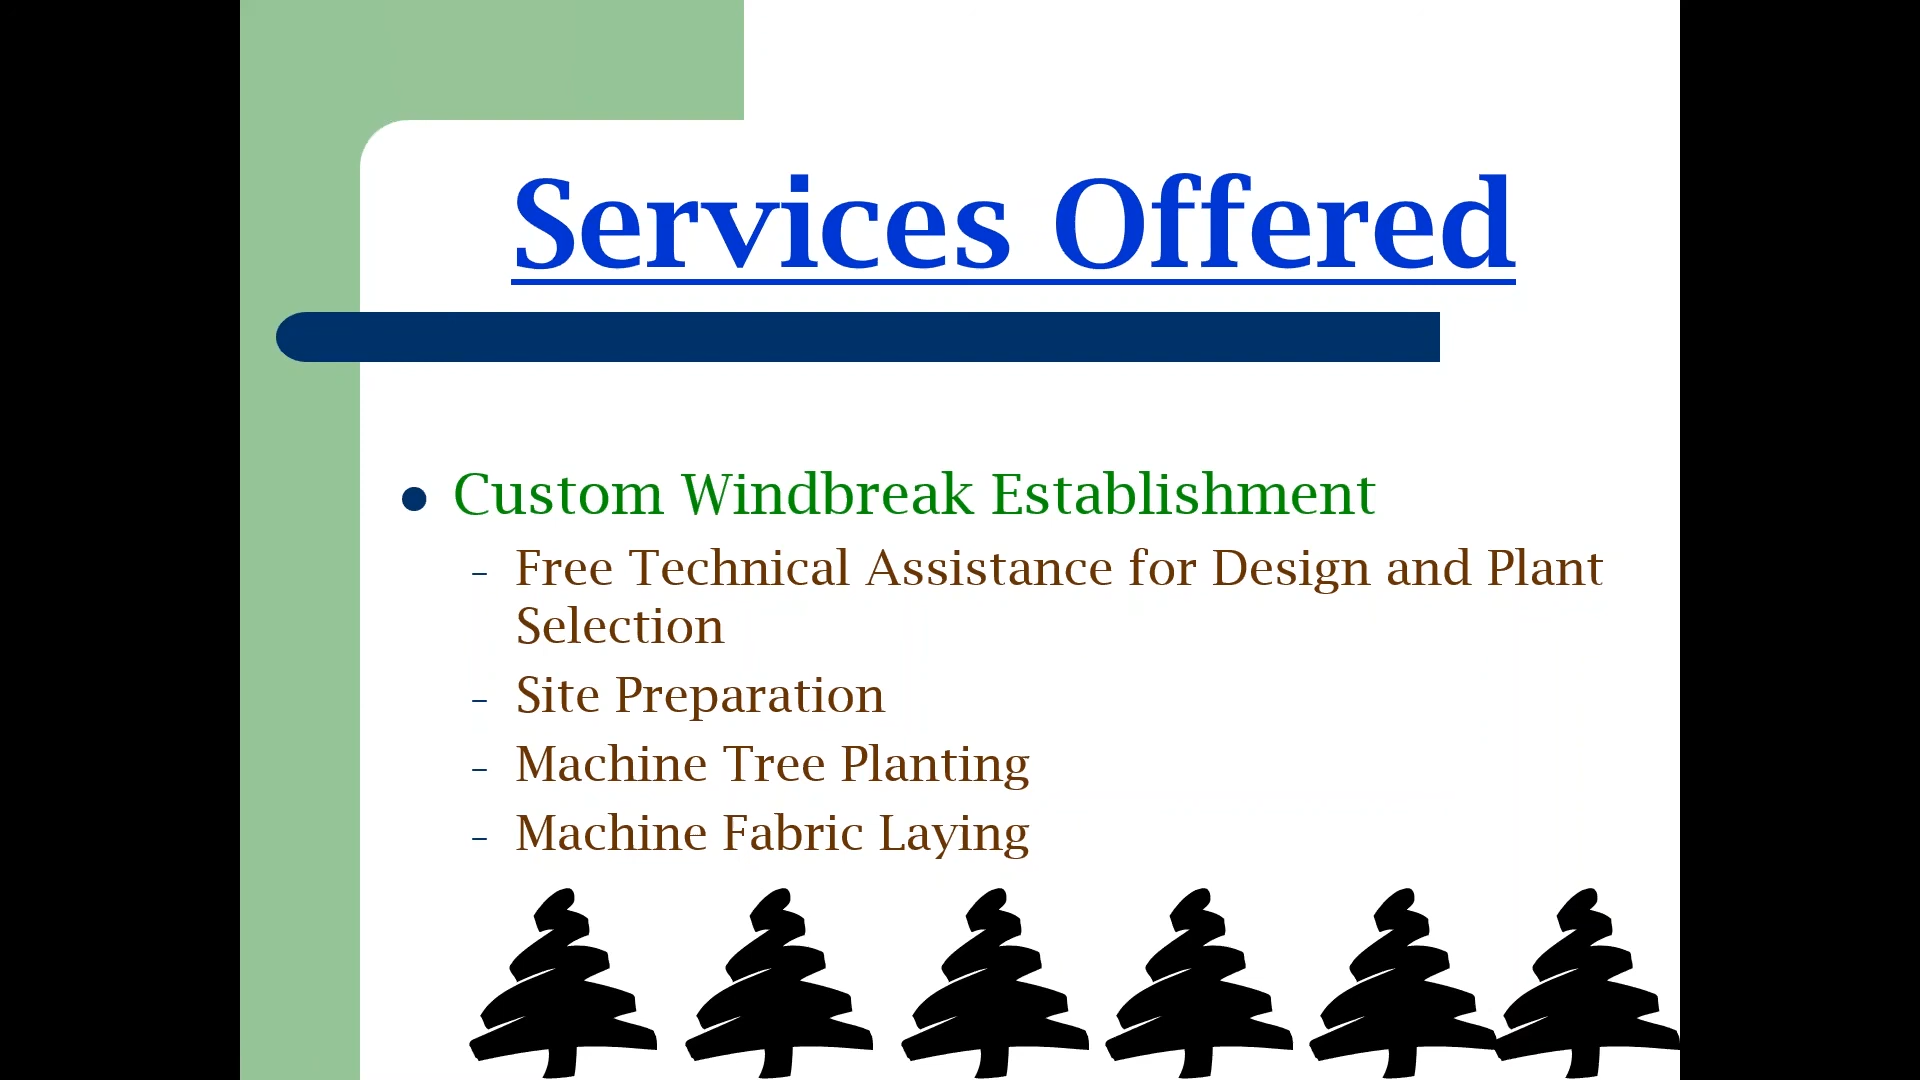 Services Offered
• Custom Windbreak Establishment
– Free Technical Assistance for Design and Plant
Selection
– Site Preparation
– Machine Tree Planting
– Machine Fabric Laying